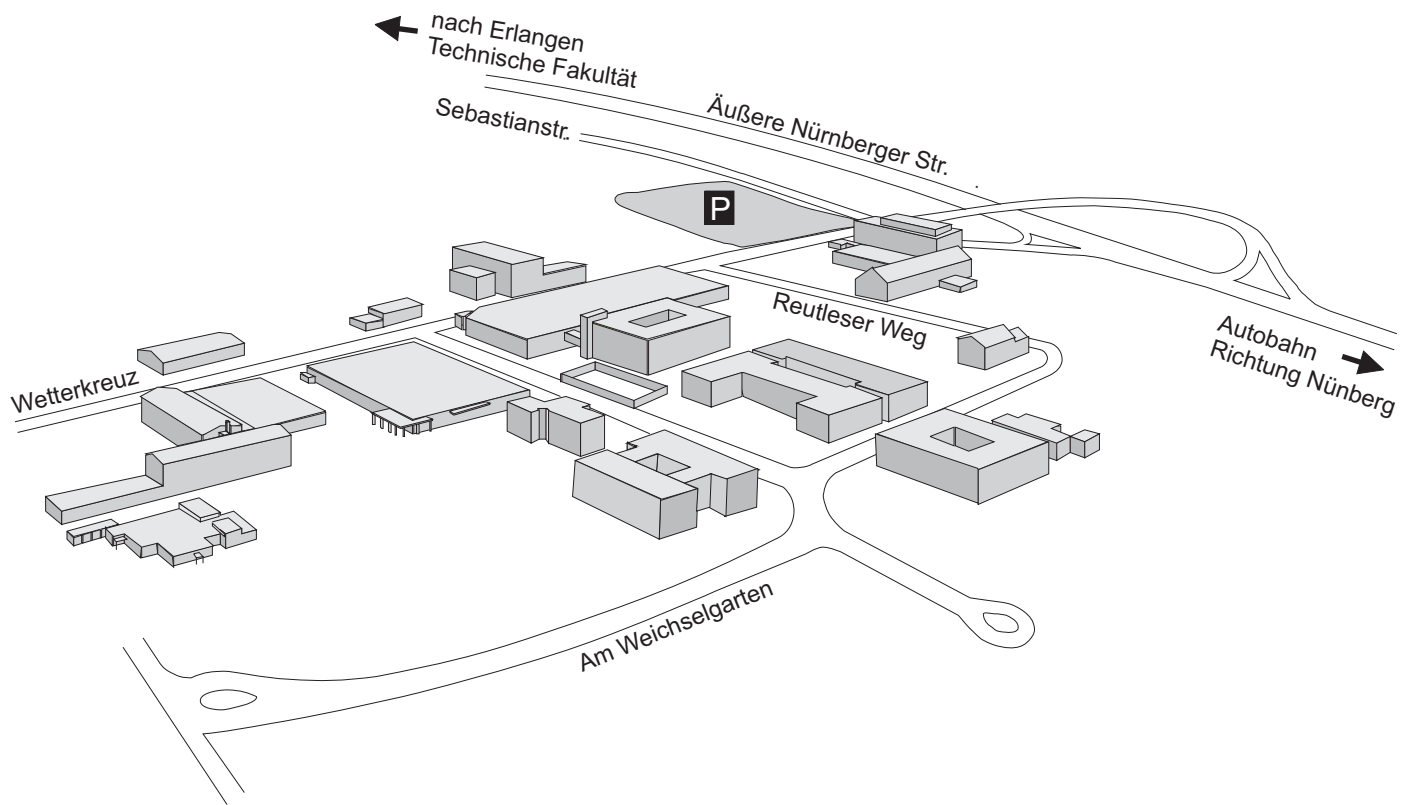 nach Erlangen
Technische Fakultät
Äußere Nürnberger Str.
Sebastianstr.
P
Reutleser Weg
Autobahn
Richtung Nünberg
Wetterkreuz
Am Weichselgarten